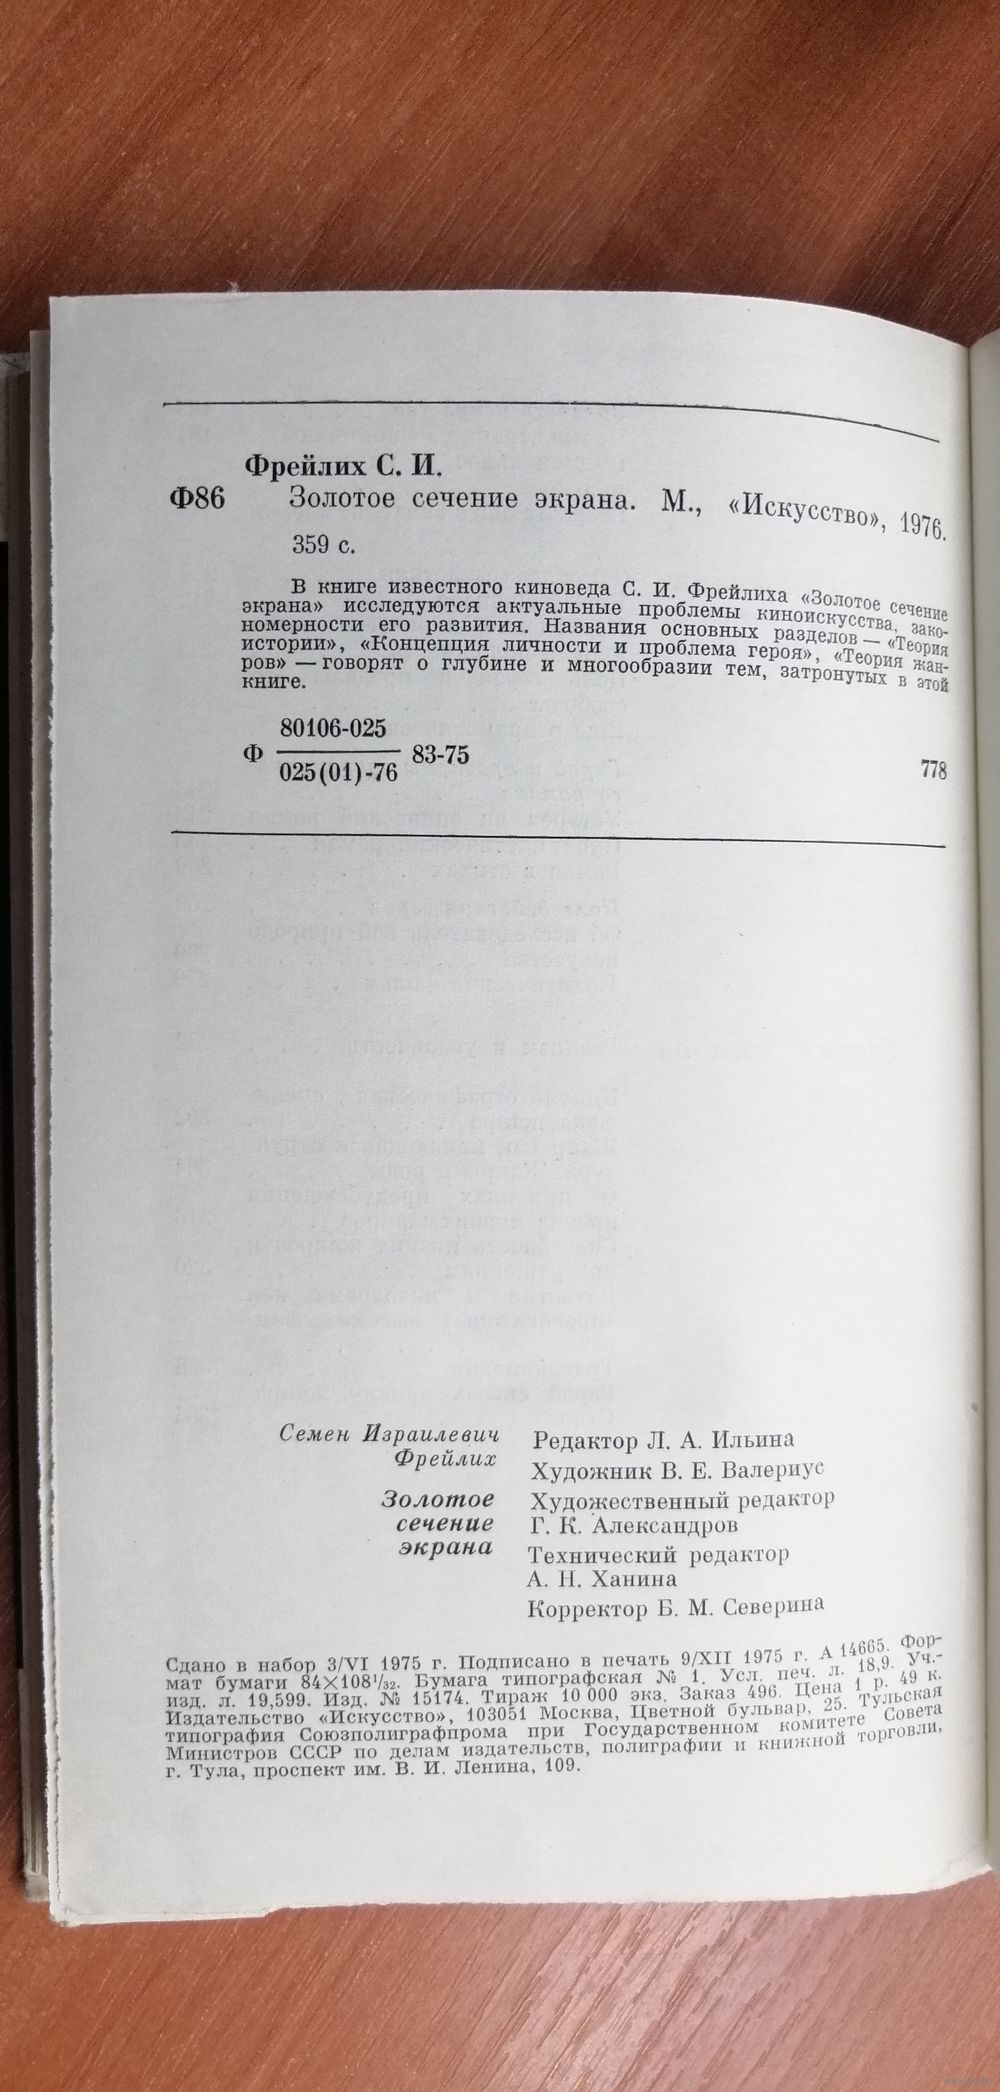 Фрейлих С. И.
Ф86 Золотое сечение экрана. М., «Искусство», 1976.
359 с.
В книге известного киноведа С. И. Фрейлиха «Золотое сечение
экрана» исследуются актуальные проблемы киноискусства, зако-
номерности его развития. Названия основных разделов — «Теория
истории», «Концепция личности и проблема героя», «Теория жан-
ров» — говорят о глубине и многообразии тем, затронутых в этой
книге.
80106-025
Ф 83-75
025(01)-76
778
Семен Израилевич
Фрейлих
Золотое
сечение
экрана
Редактор Л. А. Ильина
Художник В. Е. Валериус
Художественный редактор
Г. К. Александров
Технический редактор
А. Н. Ханина
Корректор Б. М. Северина
Сдано в набор 3/VI 1975 г. Подписано в печать 9/XII 1975 г. А 14665. Фор-
мат бумаги 84×108¹/₃₂. Бумага типографская № 1. Усл. печ. л. 18,9. Уч.-
изд. л. 19,599. Изд. № 15174. Тираж 10 000 экз. Заказ 496. Цена 1 р. 49 к.
Издательство «Искусство», 103051 Москва, Цветной бульвар, 25. Тульская
типография Союзполиграфпрома при Государственном комитете Совета
Министров СССР по делам издательств, полиграфии и книжной торговли,
г. Тула, проспект им. В. И. Ленина, 109.